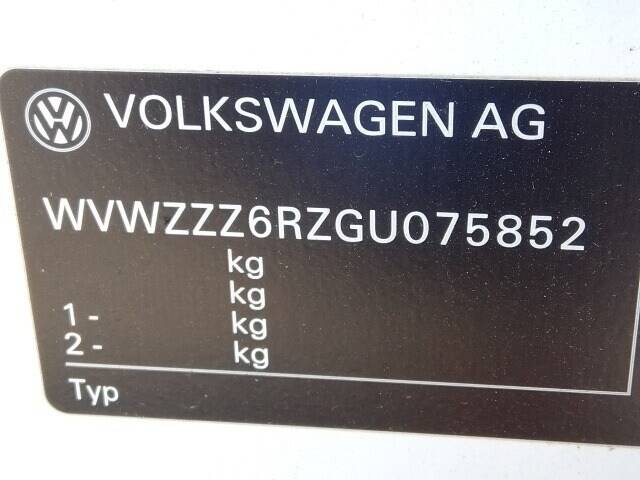 VOLKSWAGEN AG
WVWZZZ6RZGU075852
kg
kg
1 - kg
2 - kg
Typ